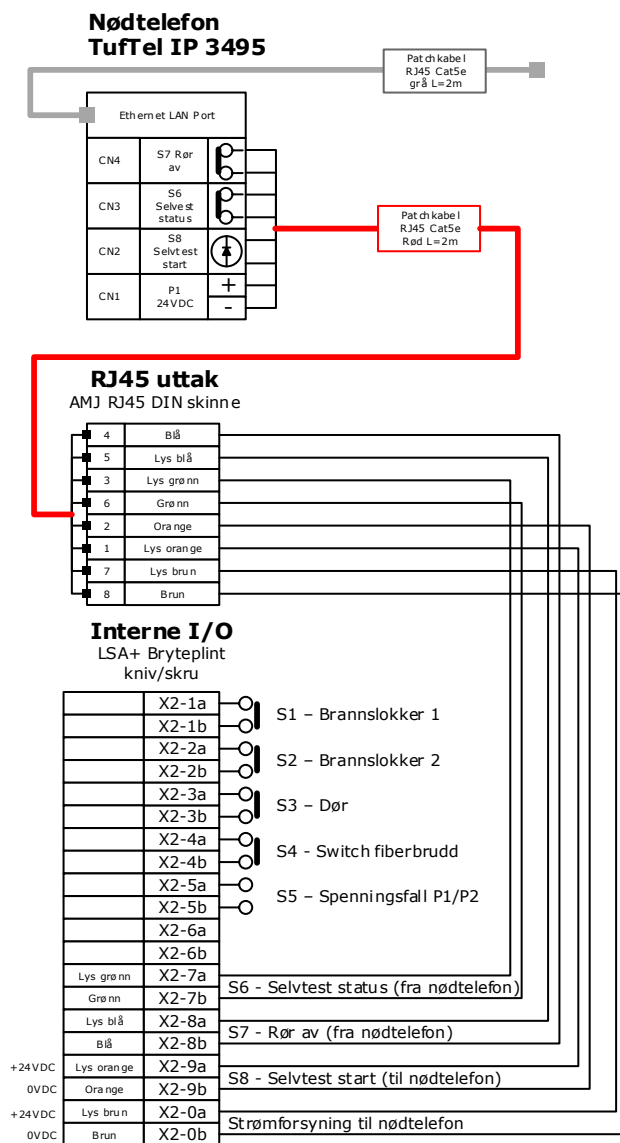 Nødtelefon
TufTel IP 3495
Patchkabel
RJ45 Cat5e
grå L=2m
Ethernet LAN Port
CN4
S7 Rør
av
CN3
S6
Selvest
status
CN2
S8
Selvtest
start
CN1
P1
24VDC
+
-
Patchkabel
RJ45 Cat5e
Rød L=2m
RJ45 uttak
AMJ RJ45 DIN skinne
4 Blå
5 Lys blå
3 Lys grønn
6 Grønn
2 Orange
1 Lys orange
7 Lys brun
8 Brun
Interne I/O
LSA+ Bryteplint
kniv/skru
X2-1a
X2-1b
S1 – Brannslokker 1
X2-2a
X2-2b
S2 – Brannslokker 2
X2-3a
X2-3b
S3 – Dør
X2-4a
X2-4b
S4 - Switch fiberbrudd
X2-5a
X2-5b
S5 – Spenningsfall P1/P2
X2-6a
X2-6b
Lys grønn X2-7a
Grønn X2-7b
S6 - Selvtest status (fra nødtelefon)
Lys blå X2-8a
Blå X2-8b
S7 - Rør av (fra nødtelefon)
+24VDC Lys orange X2-9a
0VDC Orange X2-9b
S8 - Selvtest start (til nødtelefon)
+24VDC Lys brun X2-0a
0VDC Brun X2-0b
Strømforsyning til nødtelefon